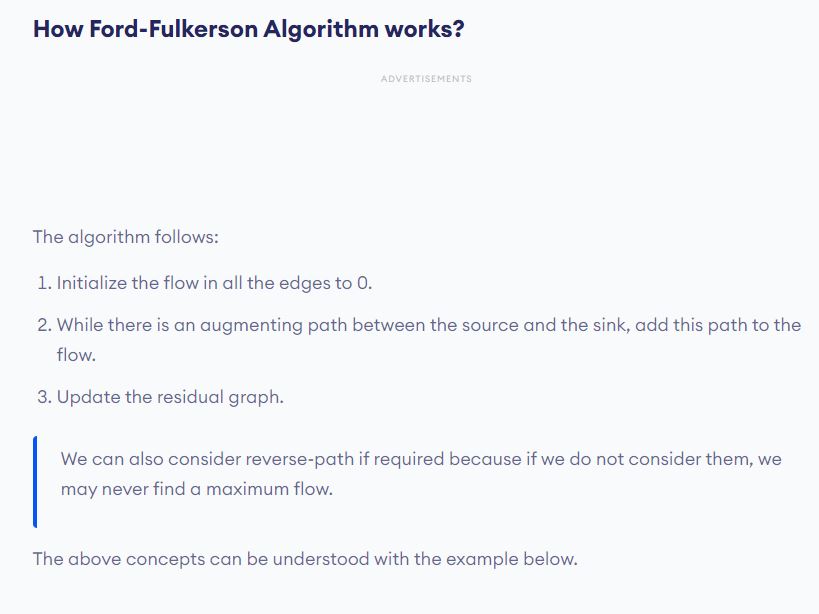 How Ford-Fulkerson Algorithm works?
ADVERTISEMENTS
The algorithm follows:
1. Initialize the flow in all the edges to 0.
2. While there is an augmenting path between the source and the sink, add this path to the
flow.
3. Update the residual graph.
We can also consider reverse-path if required because if we do not consider them, we
may never find a maximum flow.
The above concepts can be understood with the example below.